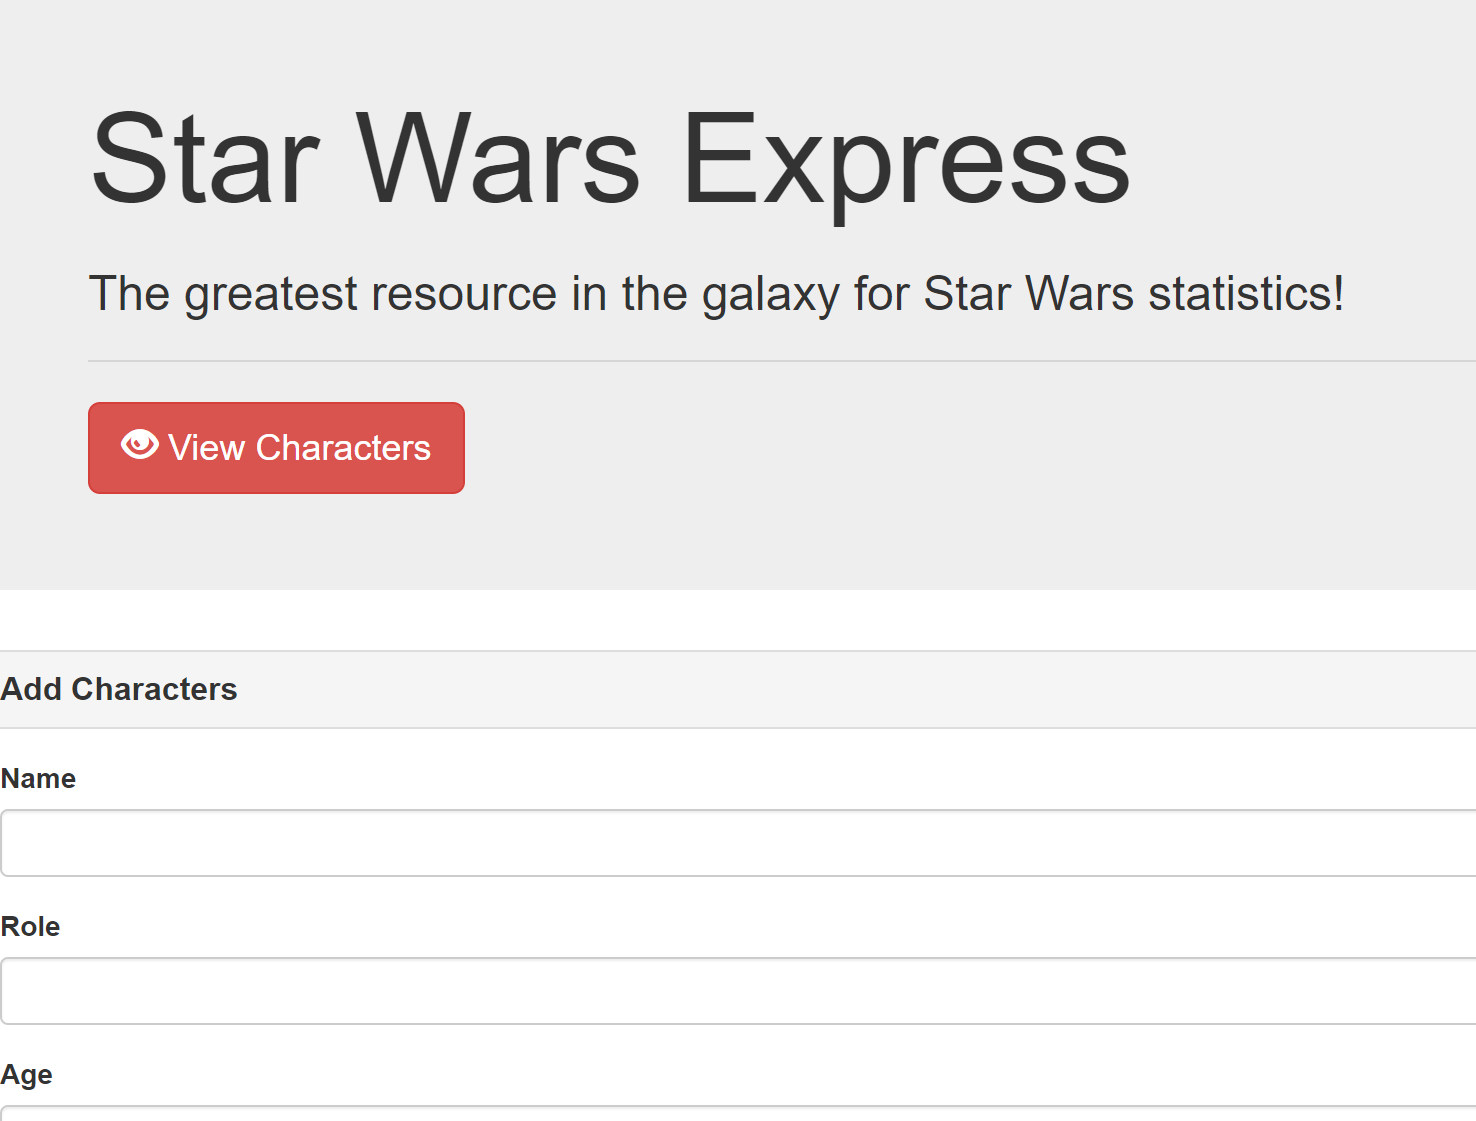 Star Wars Express
The greatest resource in the galaxy for Star Wars statistics!
View Characters
Add Characters
Name
Role
Age